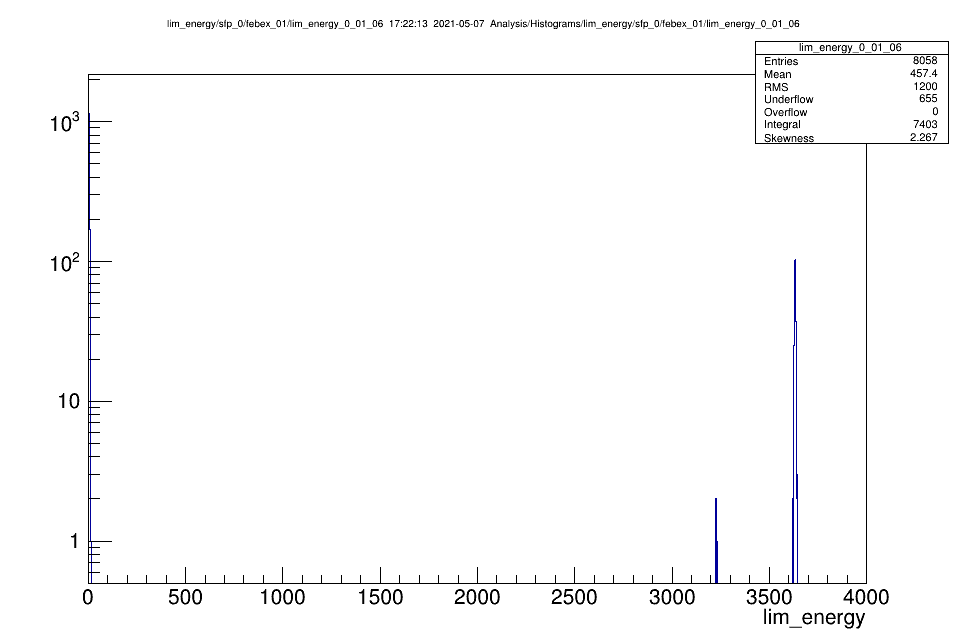 lim_energy/sfp_0/febex_01/lim_energy_0_01_06 17:22:13 2021-05-07 Analysis/Histograms/lim_energy/sfp_0/febex_01/lim_energy_0_01_06
lim_energy_0_01_06
Entries 8058
Mean 457.4
RMS 1200
Underflow 655
Overflow 0
Integral 7403
Skewness 2.267
10³
10²
10
1
0 500 1000 1500 2000 2500 3000 3500 4000
lim_energy